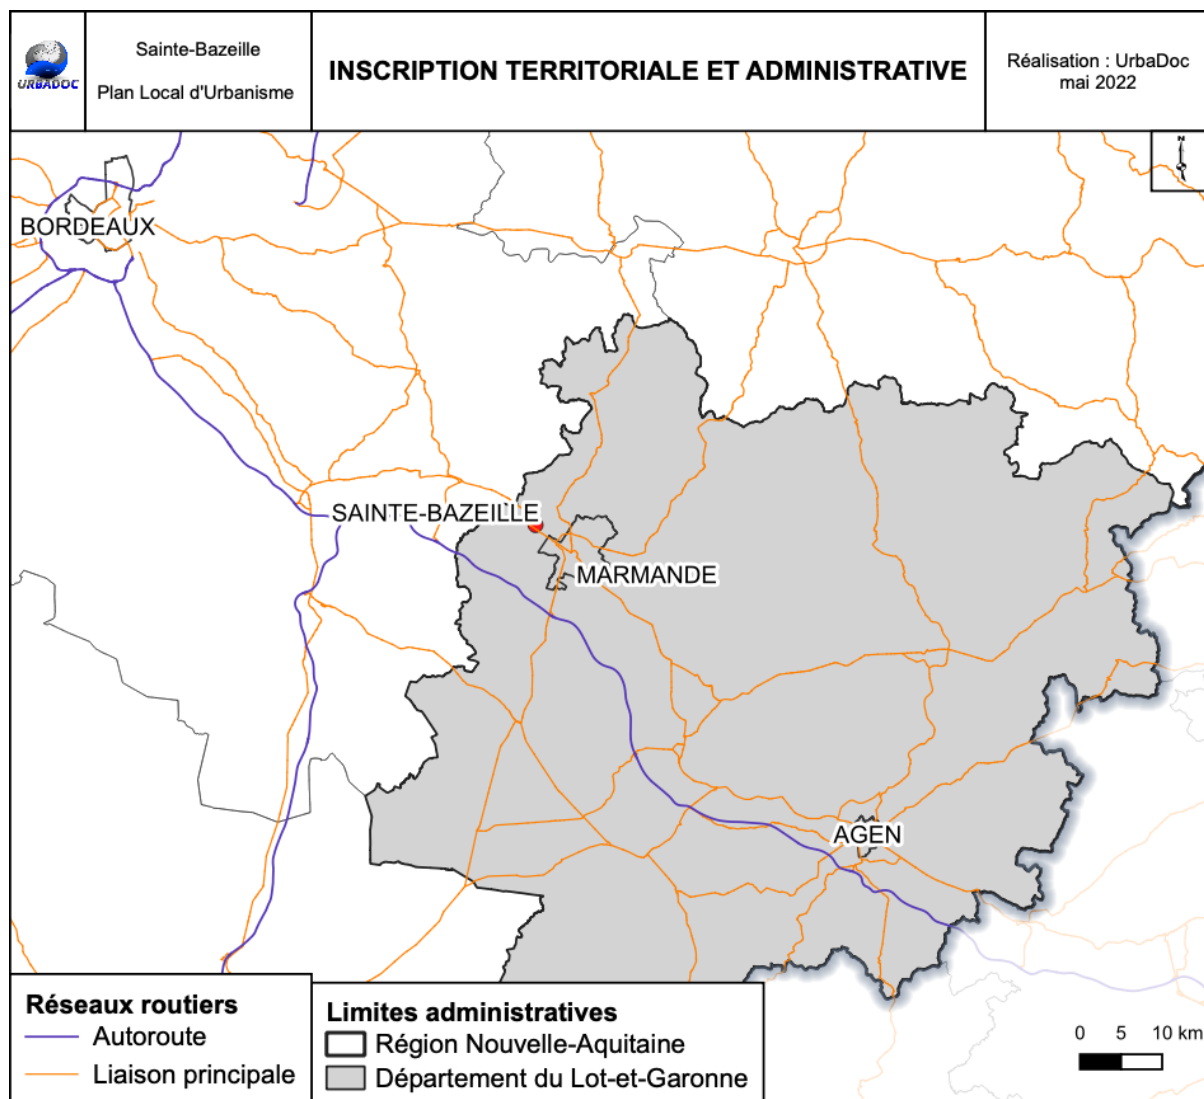 URBADOC
Sainte-Bazeille
Plan Local d'Urbanisme
INSCRIPTION TERRITORIALE ET ADMINISTRATIVE
Réalisation : UrbaDoc
mai 2022
N
BORDEAUX
SAINTE-BAZEILLE
MARMANDE
AGEN
Réseaux routiers
Autoroute
Liaison principale
Limites administratives
Région Nouvelle-Aquitaine
Département du Lot-et-Garonne
0 5 10 km